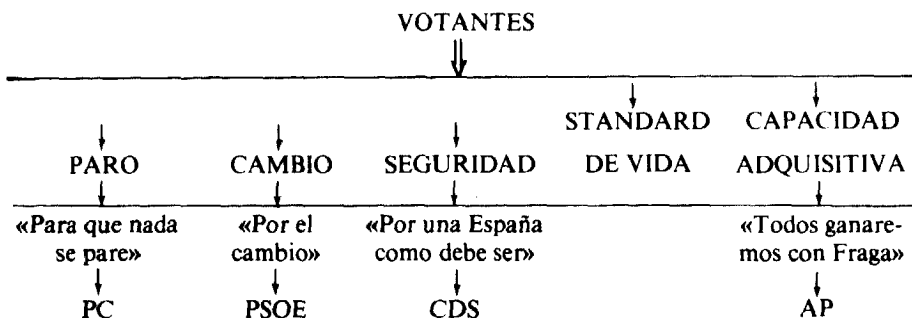 VOTANTES
STANDARD CAPACIDAD
PARO CAMBIO SEGURIDAD DE VIDA ADQUISITIVA
«Para que nada «Por el «Por una España «Todos ganare-
se pare» cambio» como debe ser» mos con Fraga»
PC PSOE CDS AP